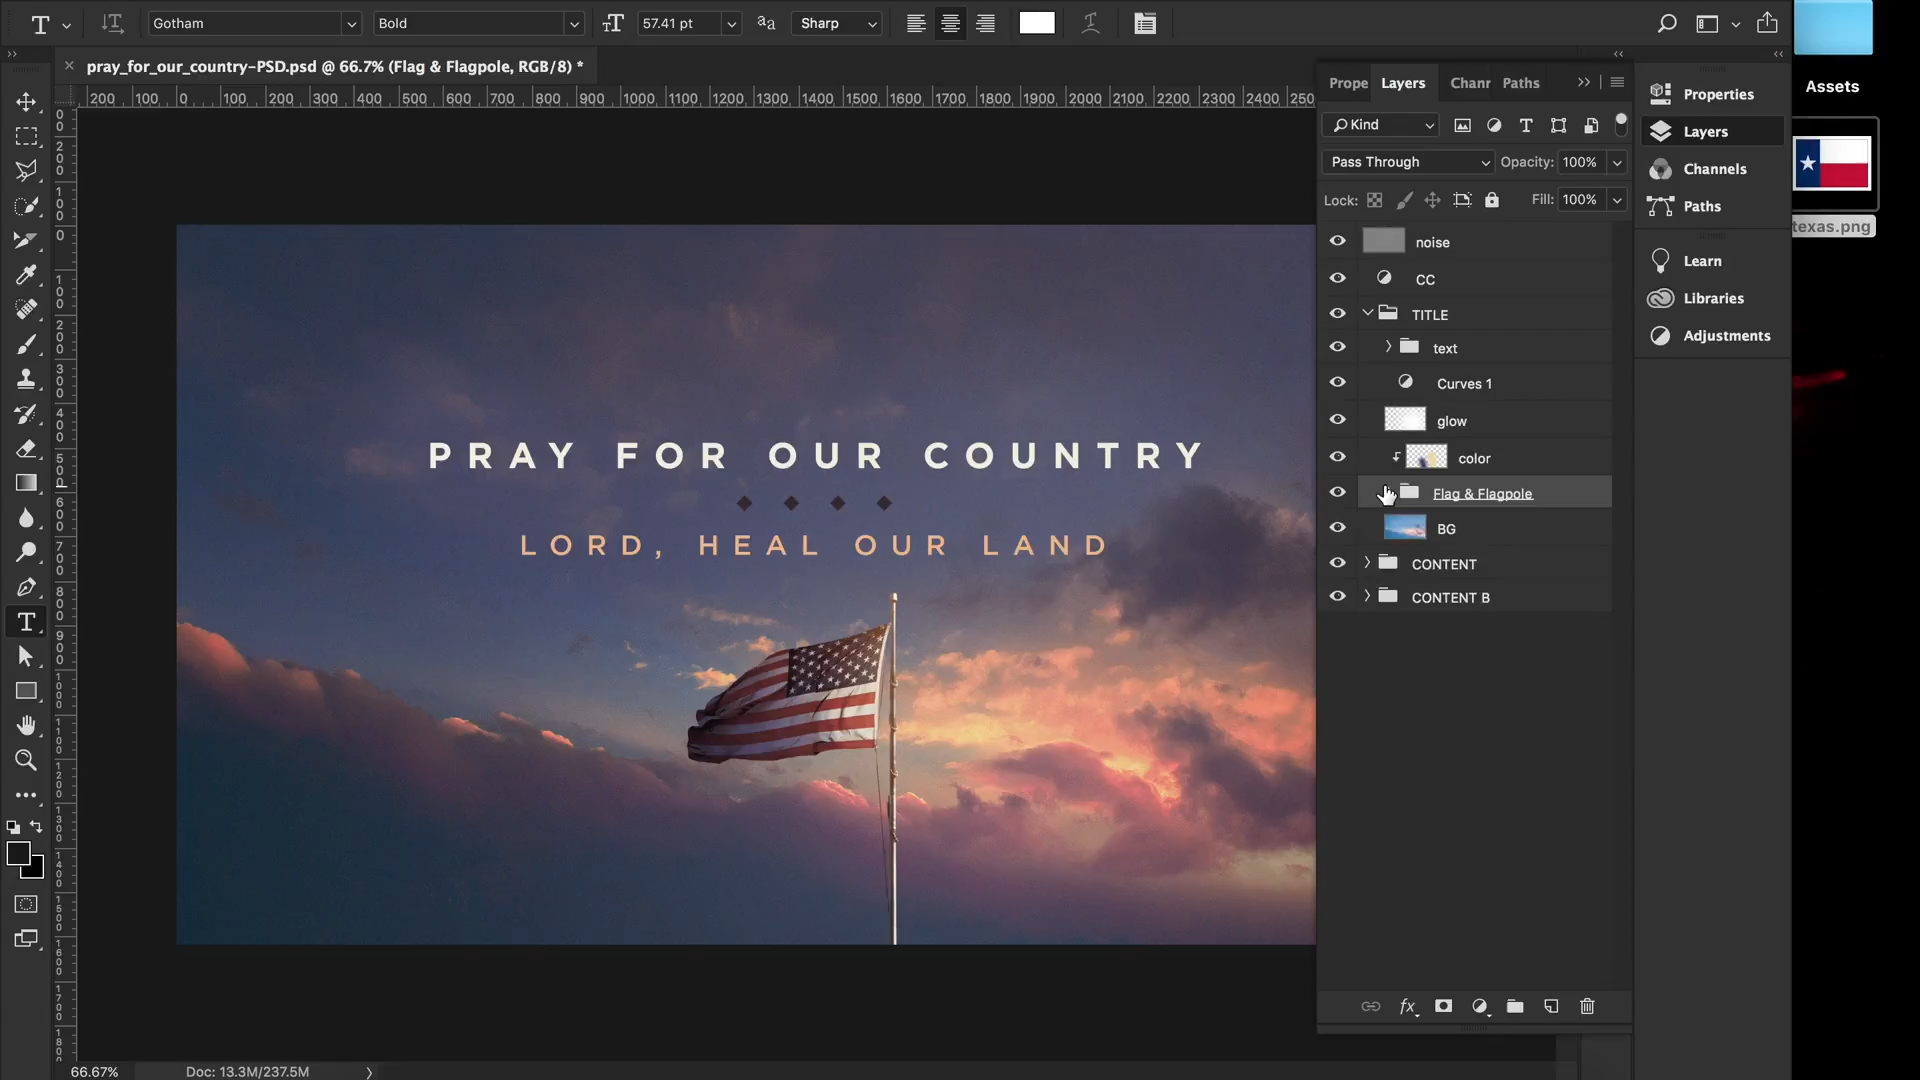 Gotham
Bold
57.41 pt
Sharp
pray_for_our_country-PSD.psd @ 66.7% (Flag & Flagpole, RGB/8) *
200 100 0 100 200 300 400 500 600 700 800 900 1000 1100 1200 1300 1400 1500 1600 1700 1800 1900 2000 2100 2200 2300 2400 250
PRAY FOR OUR COUNTRY
LORD, HEAL OUR LAND
Prope Layers Chanr Paths
Kind
Pass Through
Opacity: 100%
Lock:
Fill: 100%
noise
CC
TITLE
text
Curves 1
glow
color
Flag & Flagpole
BG
CONTENT
CONTENT B
fx
Properties
Layers
Channels
Paths
Learn
Libraries
Adjustments
Assets
texas.png
66.67%
Doc: 13.3M/237.5M